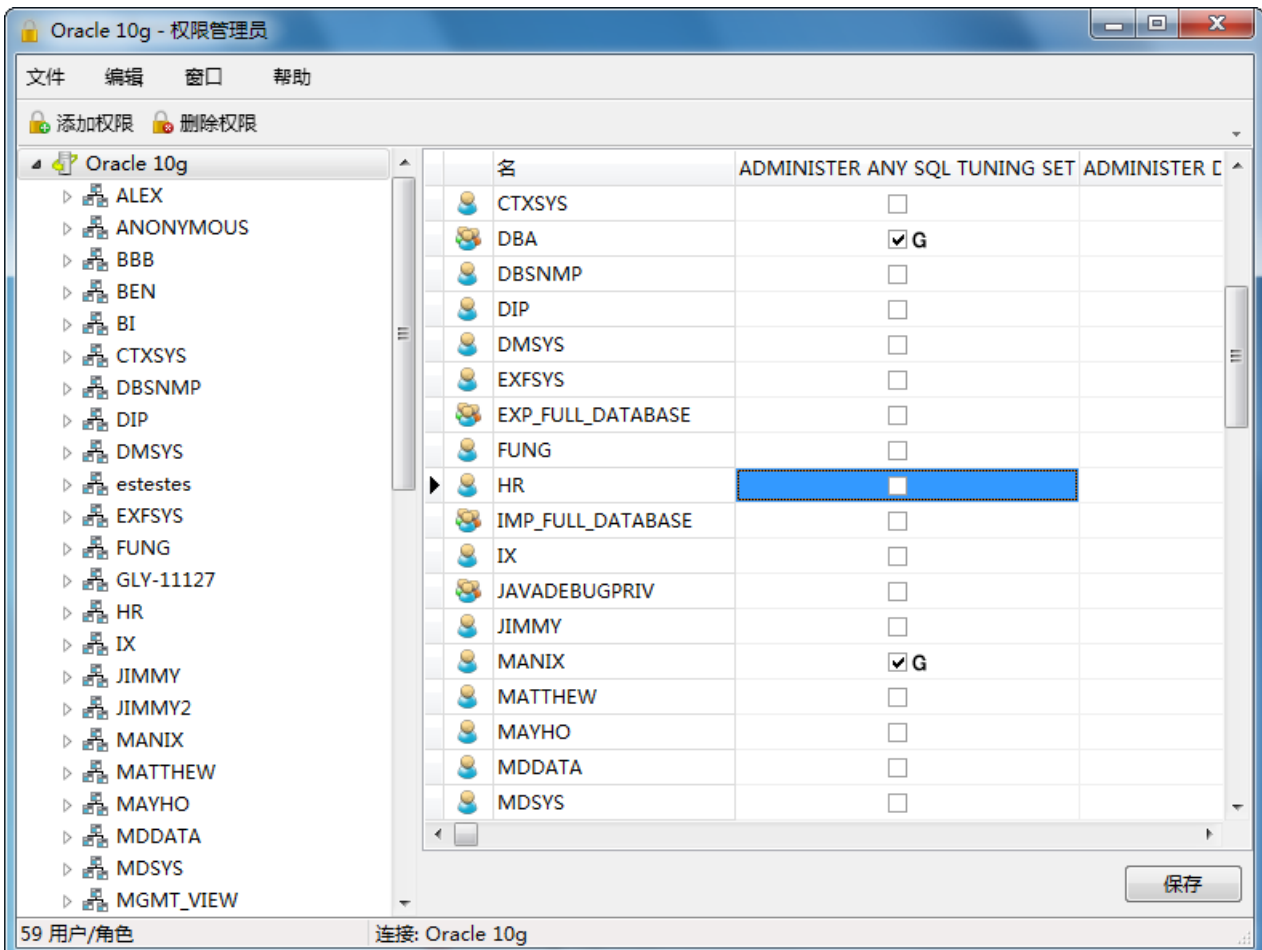 Oracle 10g - 权限管理员
文件 编辑 窗口 帮助
添加权限 删除权限
Oracle 10g
ALEX
ANONYMOUS
BBB
BEN
BI
CTXSYS
DBSNMP
DIP
DMSYS
estestes
EXFSYS
FUNG
GLY-11127
HR
IX
JIMMY
JIMMY2
MANIX
MATTHEW
MAYHO
MDDATA
MDSYS
MGMT_VIEW
名 ADMINISTER ANY SQL TUNING SET ADMINISTER D
CTXSYS
DBA G
DBSNMP
DIP
DMSYS
EXFSYS
EXP_FULL_DATABASE
FUNG
HR
IMP_FULL_DATABASE
IX
JAVADEBUGPRIV
JIMMY
MANIX G
MATTHEW
MAYHO
MDDATA
MDSYS
保存
59 用户/角色 连接: Oracle 10g